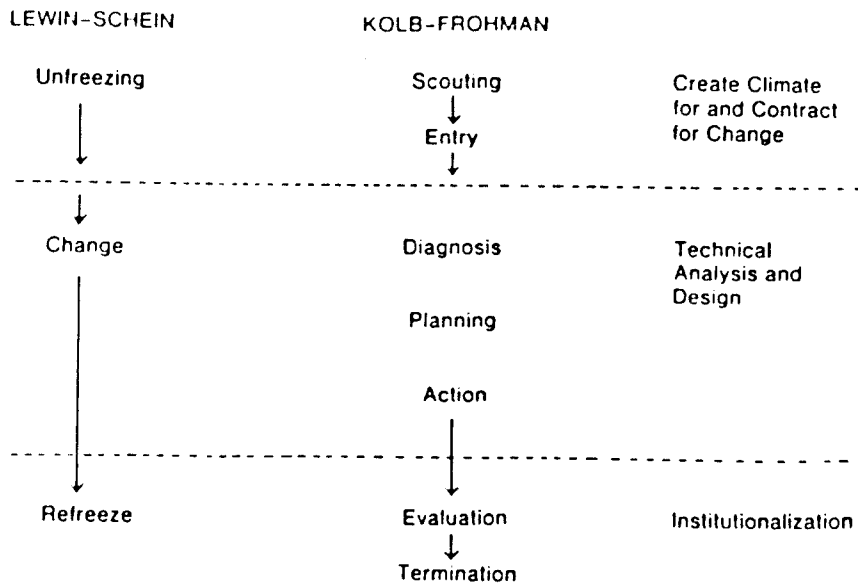 LEWIN-SCHEIN
KOLB-FROHMAN
Unfreezing
Scouting
Create Climate
for and Contract
for Change
Entry
Change
Diagnosis
Technical
Analysis and
Design
Planning
Action
Refreeze
Evaluation
Institutionalization
Termination